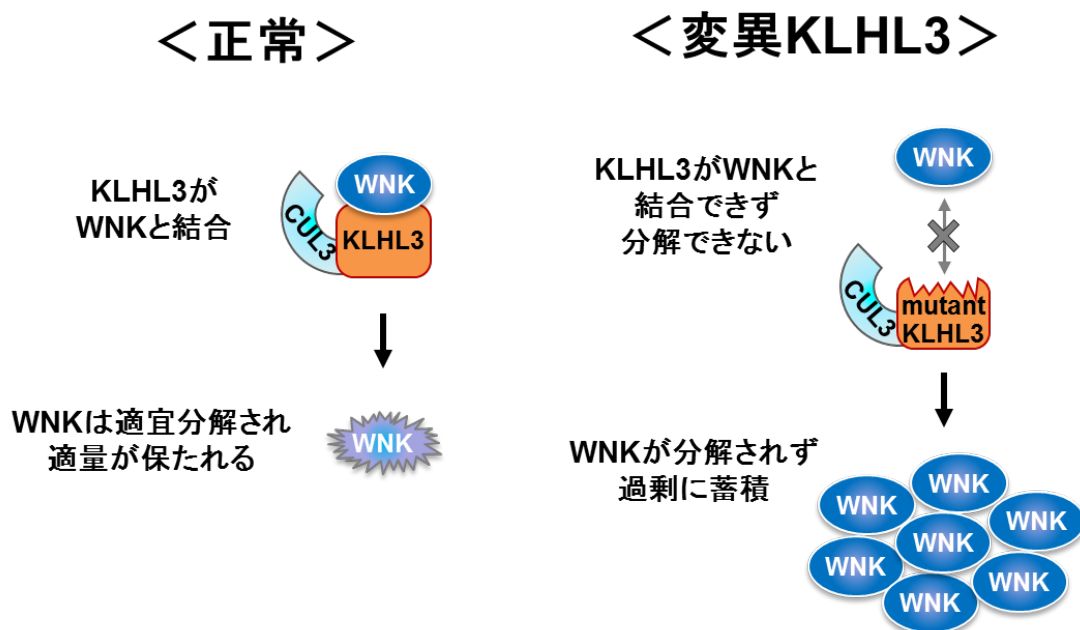 ＜正常＞
KLHL3が
WNKと結合
WNK
CUL3
KLHL3
WNKは適宜分解され
適量が保たれる
WNK
＜変異KLHL3＞
KLHL3がWNKと
結合できず
分解できない
WNK
CUL3
mutant
KLHL3
WNKが分解されず
過剰に蓄積
WNK
WNK
WNK
WNK
WNK
WNK
WNK